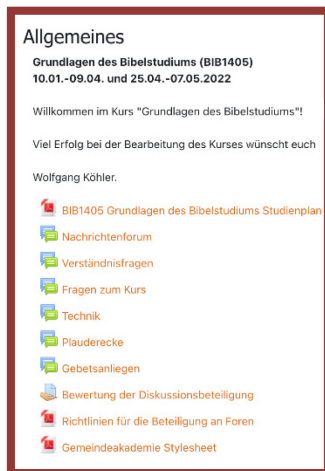 Allgemeines
Grundlagen des Bibelstudiums (BIB1405)
10.01.-09.04. und 25.04.-07.05.2022
Willkommen im Kurs "Grundlagen des Bibelstudiums"!
Viel Erfolg bei der Bearbeitung des Kurses wünscht euch
Wolfgang Köhler.
BIB1405 Grundlagen des Bibelstudiums Studienplan
Nachrichtenforum
Verständnisfragen
Fragen zum Kurs
Technik
Plauderecke
Gebetsanliegen
Bewertung der Diskussionsbeteiligung
Richtlinien für die Beteiligung an Foren
Gemeindeakademie Stylesheet